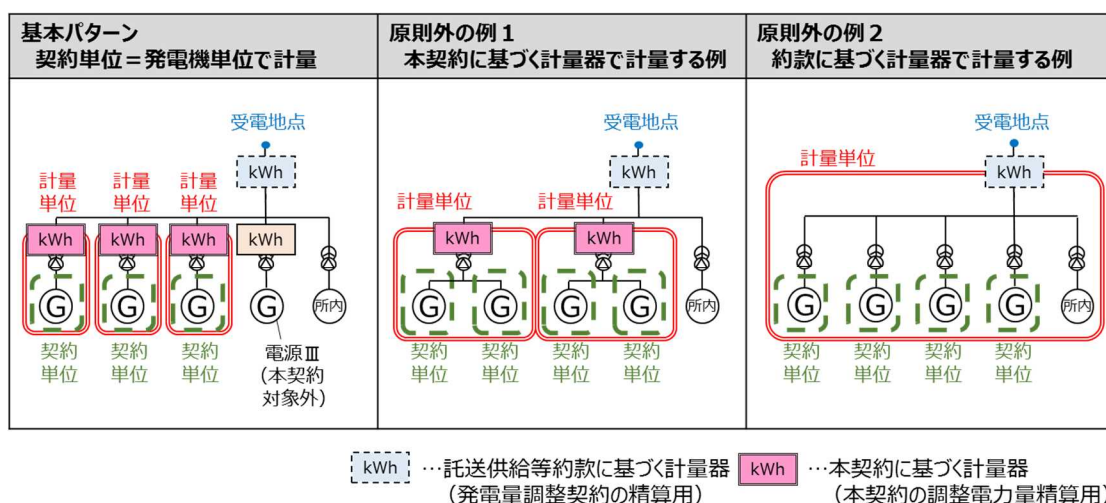 基本パターン
契約単位＝発電機単位で計量
原則外の例１
本契約に基づく計量器で計量する例
原則外の例２
約款に基づく計量器で計量する例
受電地点
kWh
計量
単位
計量
単位
計量
単位
kWh
kWh
kWh
kWh
G
G
G
G
所内
契約
単位
契約
単位
契約
単位
電源Ⅲ
(本契約
対象外)
受電地点
kWh
計量単位
計量単位
kWh
kWh
G
G
G
G
所内
契約
単位
契約
単位
契約
単位
契約
単位
受電地点
計量単位
kWh
G
G
G
G
所内
契約
単位
契約
単位
契約
単位
契約
単位
kWh …託送供給等約款に基づく計量器
(発電量調整契約の精算用)
kWh …本契約に基づく計量器
(本契約の調整電力量精算用)